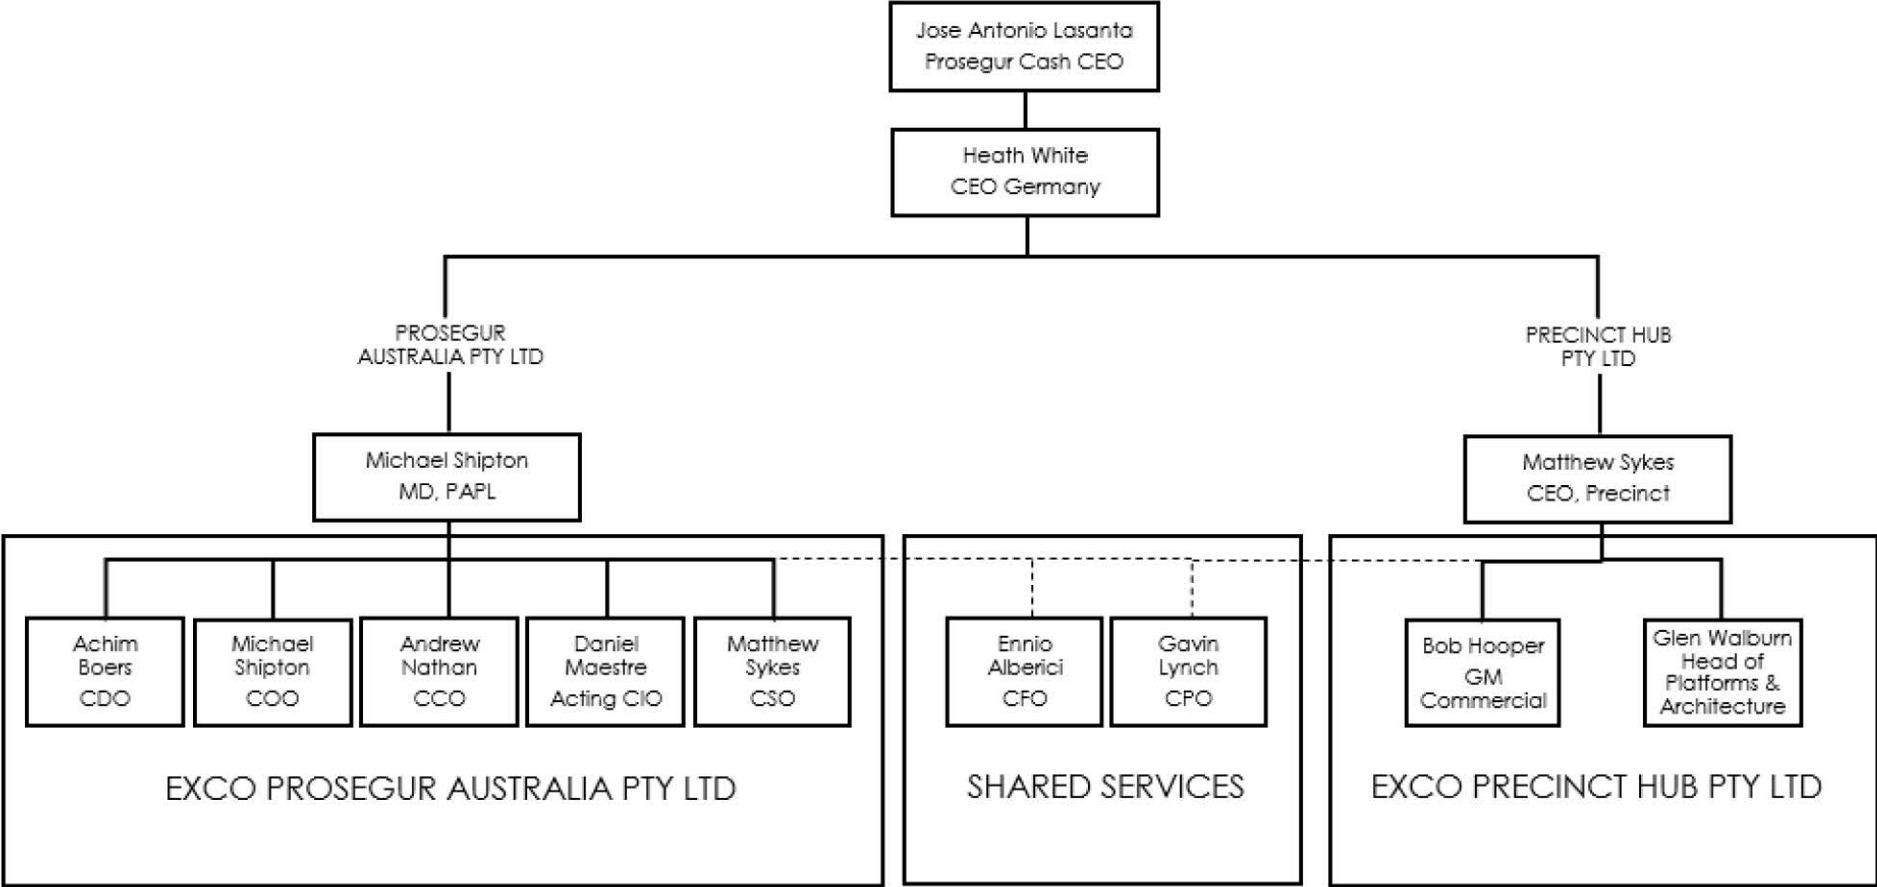 Jose Antonio Lasanta
Prosegur Cash CEO
Heath White
CEO Germany
PROSEGUR
AUSTRALIA PTY LTD
PRECINCT HUB
PTY LTD
Michael Shipton
MD, PAPL
Matthew Sykes
CEO, Precinct
Achim
Boers
CDO
Michael
Shipton
COO
Andrew
Nathan
CCO
Daniel
Maestre
Acting CIO
Matthew
Sykes
CSO
Ennio
Alberici
CFO
Gavin
Lynch
CPO
Bob Hooper
GM
Commercial
Glen Walburn
Head of
Platforms &
Architecture
EXCO PROSEGUR AUSTRALIA PTY LTD
SHARED SERVICES
EXCO PRECINCT HUB PTY LTD